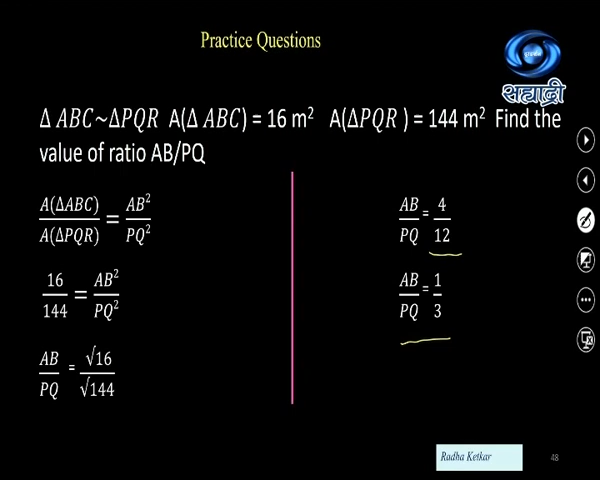 Practice Questions
सह्याद्री
Δ ABC~ΔPQR A(Δ ABC) = 16 m² A(ΔPQR ) = 144 m² Find the
value of ratio AB/PQ
A(ΔABC)/A(ΔPQR) = AB²/PQ²
16/144 = AB²/PQ²
AB/PQ = √16/√144
AB/PQ = 4/12
AB/PQ = 1/3
Radha Ketkar
48